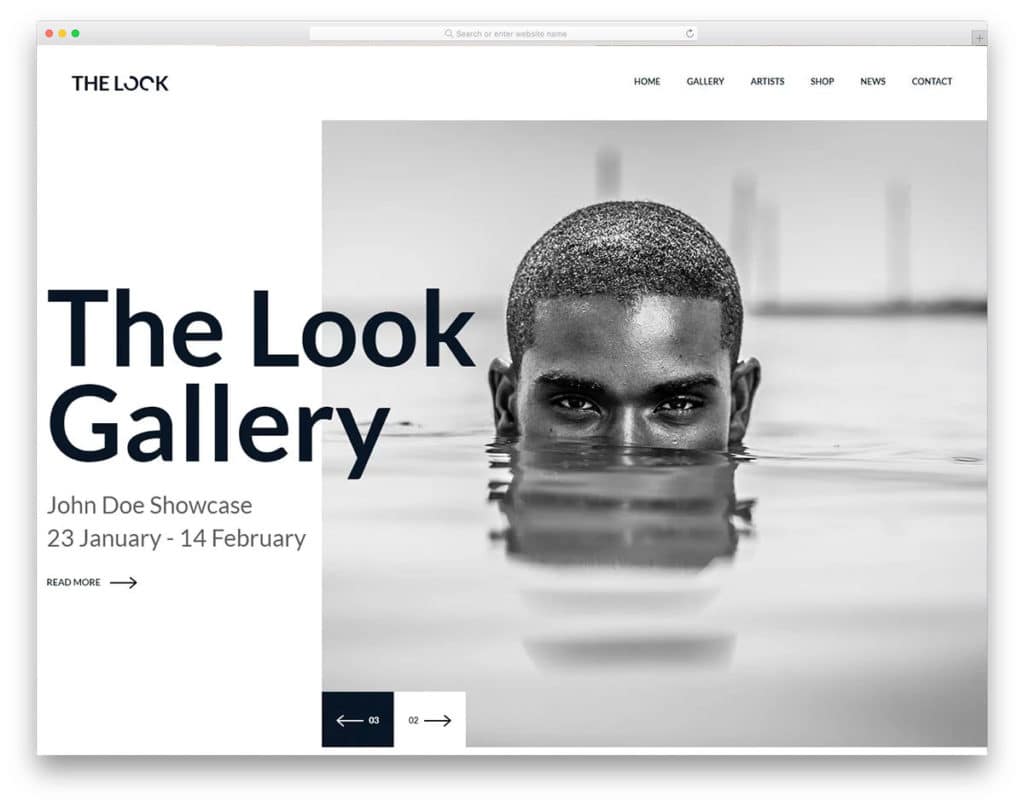 Search or enter website name
THE LOOK
HOME GALLERY ARTISTS SHOP NEWS CONTACT
The Look
Gallery
John Doe Showcase
23 January - 14 February
READ MORE
03 02